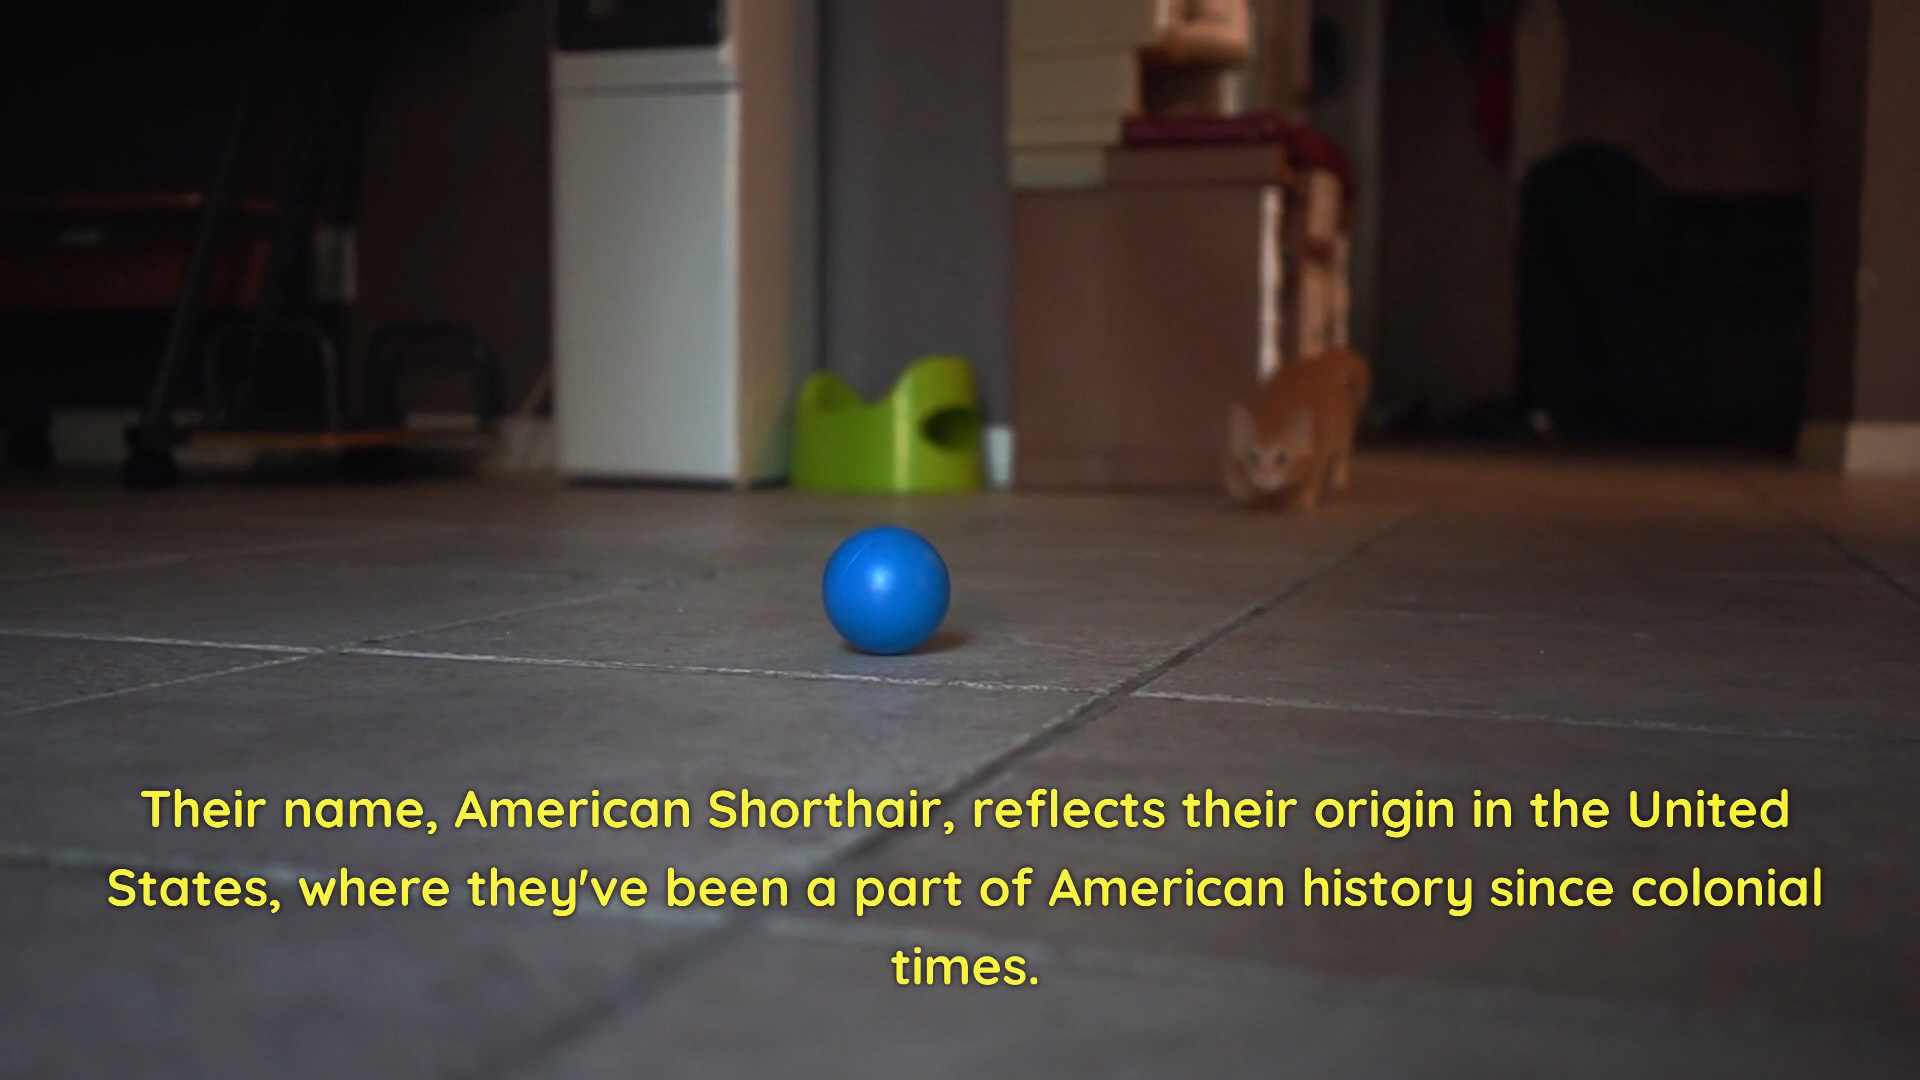 Their name, American Shorthair, reflects their origin in the United
States, where they've been a part of American history since colonial
times.